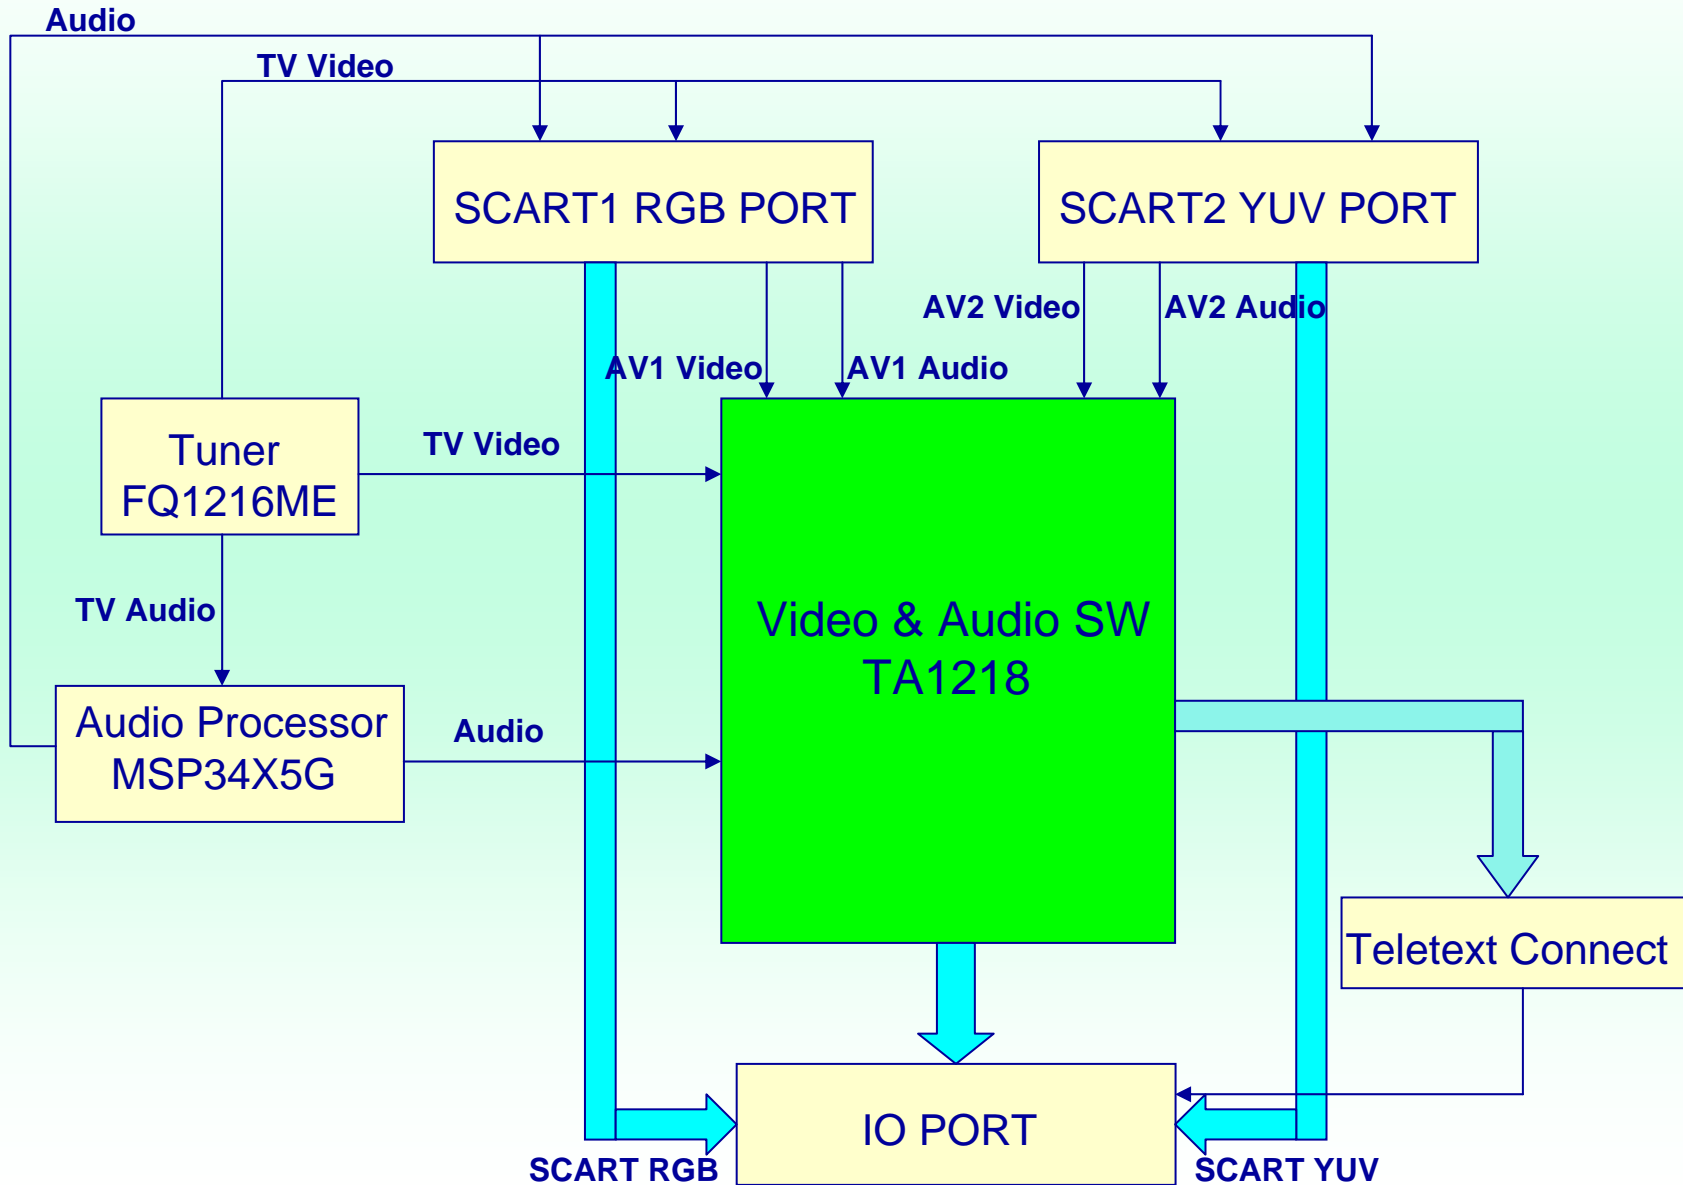 Audio
TV Video
SCART1 RGB PORT
SCART2 YUV PORT
AV2 Video
AV2 Audio
AV1 Video
AV1 Audio
Tuner
FQ1216ME
TV Video
TV Audio
Video & Audio SW
TA1218
Audio Processor
MSP34X5G
Audio
Teletext Connect
IO PORT
SCART RGB
SCART YUV